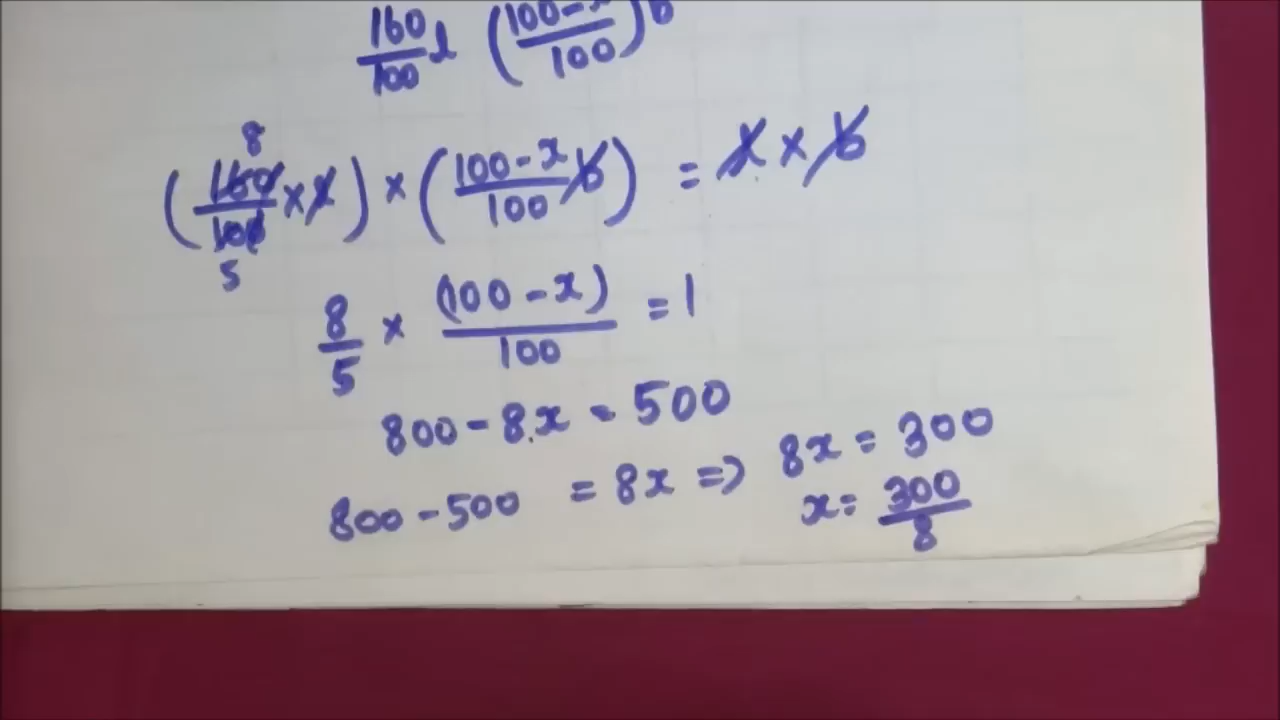 160/100 l ((100-x)/100)b
(160/100 × l) × ((100-x)/100 b) = l × b
8
5
8/5 × (100-x)/100 = 1
800-8x = 500
800-500 = 8x => 8x = 300
x = 300/8